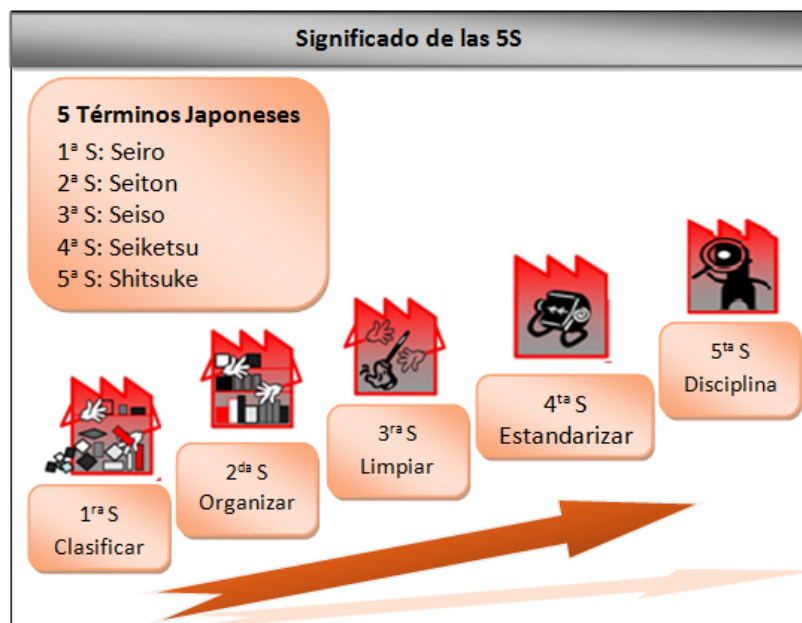 Significado de las 5S
5 Términos Japoneses
1ª S: Seiro
2ª S: Seiton
3ª S: Seiso
4ª S: Seiketsu
5ª S: Shitsuke
1ʳᵃ S
Clasificar
2ᵈᵃ S
Organizar
3ʳᵃ S
Limpiar
4ᵗᵃ S
Estandarizar
5ᵗᵃ S
Disciplina